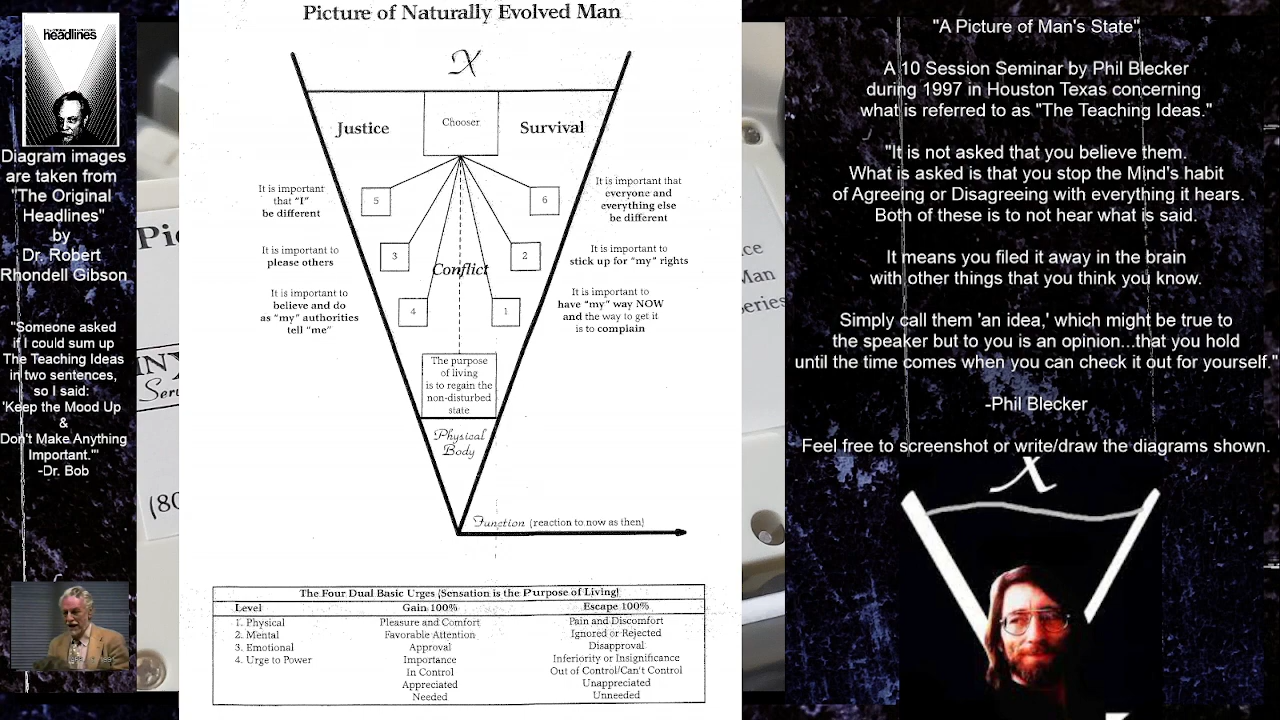 headlines
Diagram images
are taken from
"The Original
Headlines"
by
Dr. Robert
Rhondell Gibson
"Someone asked
if I could sum up
The Teaching Ideas
in two sentences,
so I said:
'Keep the Mood Up
&
Don't Make Anything
Important.'"
-Dr. Bob
Picture of Naturally Evolved Man
X
Justice
Chooser
Survival
It is important
that "I"
be different
5
6
It is important that
everyone and
everything else
be different
It is important to
please others
3
2
It is important to
stick up for "my" rights
Conflict
It is important to
believe and do
as "my" authorities
tell "me"
4
1
It is important to
have "my" way NOW
and the way to get it
is to complain
The purpose
of living
is to regain the
non-disturbed
state
Physical
Body
Function (reaction to now as then)
The Four Dual Basic Urges (Sensation is the Purpose of Living)
Level Gain 100% Escape 100%
1. Physical Pleasure and Comfort Pain and Discomfort
2. Mental Favorable Attention Ignored or Rejected
3. Emotional Approval Disapproval
4. Urge to Power Importance Inferiority or Insignificance
In Control Out of Control/Can't Control
Appreciated Unappreciated
Needed Unneeded
Pi
ce
Man
eries
(80
"A Picture of Man's State"
A 10 Session Seminar by Phil Blecker
during 1997 in Houston Texas concerning
what is referred to as "The Teaching Ideas."
"It is not asked that you believe them.
What is asked is that you stop the Mind's habit
of Agreeing or Disagreeing with everything it hears.
Both of these is to not hear what is said.
It means you filed it away in the brain
with other things that you think you know.
Simply call them 'an idea,' which might be true to
the speaker but to you is an opinion...that you hold
until the time comes when you can check it out for yourself."
-Phil Blecker
Feel free to screenshot or write/draw the diagrams shown.
X